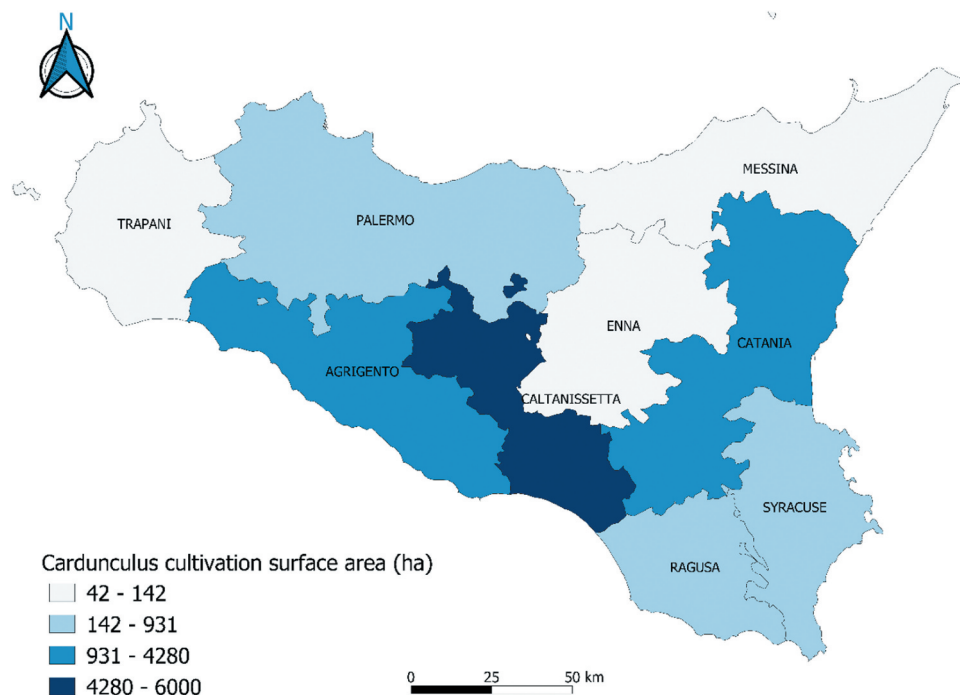 N
MESSINA
TRAPANI
PALERMO
ENNA
CATANIA
AGRIGENTO
CALTANISSETTA
SYRACUSE
RAGUSA
Cardunculus cultivation surface area (ha)
42 - 142
142 - 931
931 - 4280
4280 - 6000
0 25 50 km